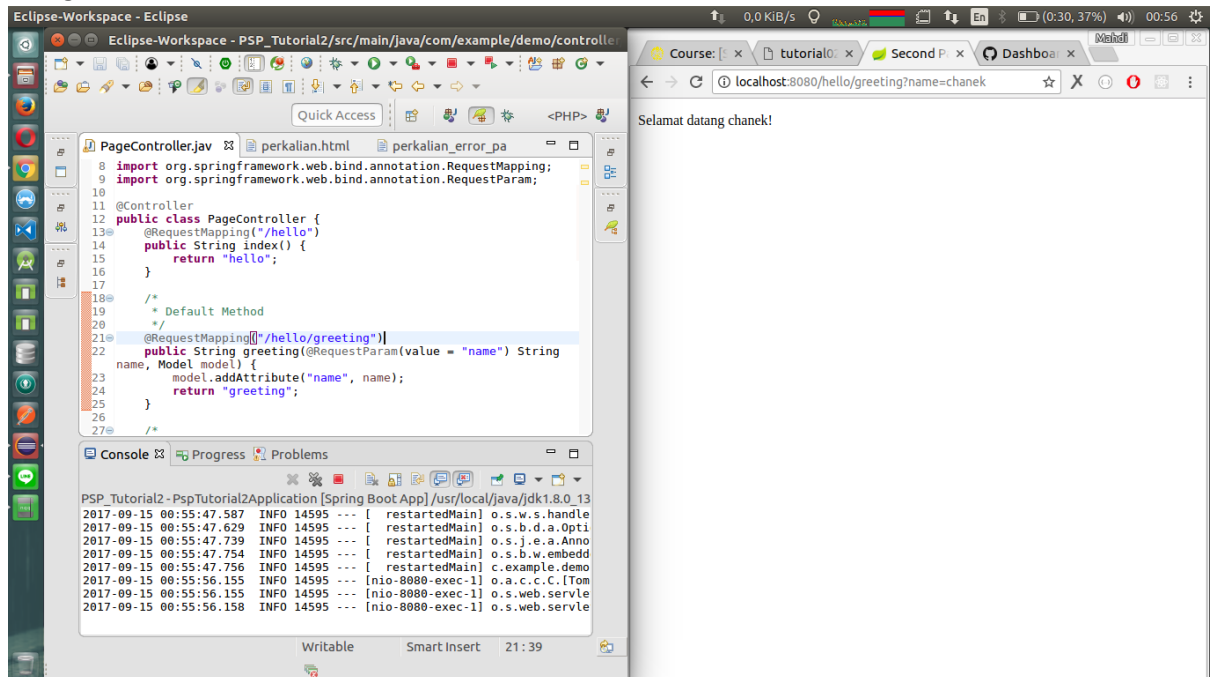 Eclipse-Workspace - Eclipse
0,0 KiB/s
En
(0:30, 37%)
00:56
Eclipse-Workspace - PSP_Tutorial2/src/main/java/com/example/demo/controller
Quick Access
<PHP>
PageController.jav
perkalian.html
perkalian_error_pa
8 import org.springframework.web.bind.annotation.RequestMapping;
9 import org.springframework.web.bind.annotation.RequestParam;
10
11 @Controller
12 public class PageController {
13 @RequestMapping("/hello")
14 public String index() {
15 return "hello";
16 }
17
18 /*
19 * Default Method
20 */
21 @RequestMapping("/hello/greeting")
22 public String greeting(@RequestParam(value = "name") String
name, Model model) {
23 model.addAttribute("name", name);
24 return "greeting";
25 }
26
27 /*
Console
Progress
Problems
PSP_Tutorial2 - PspTutorial2Application [Spring Boot App] /usr/local/java/jdk1.8.0_13
2017-09-15 00:55:47.587 INFO 14595 --- [ restartedMain] o.s.w.s.handle
2017-09-15 00:55:47.629 INFO 14595 --- [ restartedMain] o.s.b.d.a.Opti
2017-09-15 00:55:47.739 INFO 14595 --- [ restartedMain] o.s.j.e.a.Anno
2017-09-15 00:55:47.754 INFO 14595 --- [ restartedMain] o.s.b.w.embedd
2017-09-15 00:55:47.756 INFO 14595 --- [ restartedMain] c.example.demo
2017-09-15 00:55:56.155 INFO 14595 --- [nio-8080-exec-1] o.a.c.c.C.[Tom
2017-09-15 00:55:56.155 INFO 14595 --- [nio-8080-exec-1] o.s.web.servle
2017-09-15 00:55:56.158 INFO 14595 --- [nio-8080-exec-1] o.s.web.servle
Writable
Smart Insert
21 : 39
Mahdi
Course: [S
tutorial02
Second P
Dashboar
localhost:8080/hello/greeting?name=chanek
Selamat datang chanek!